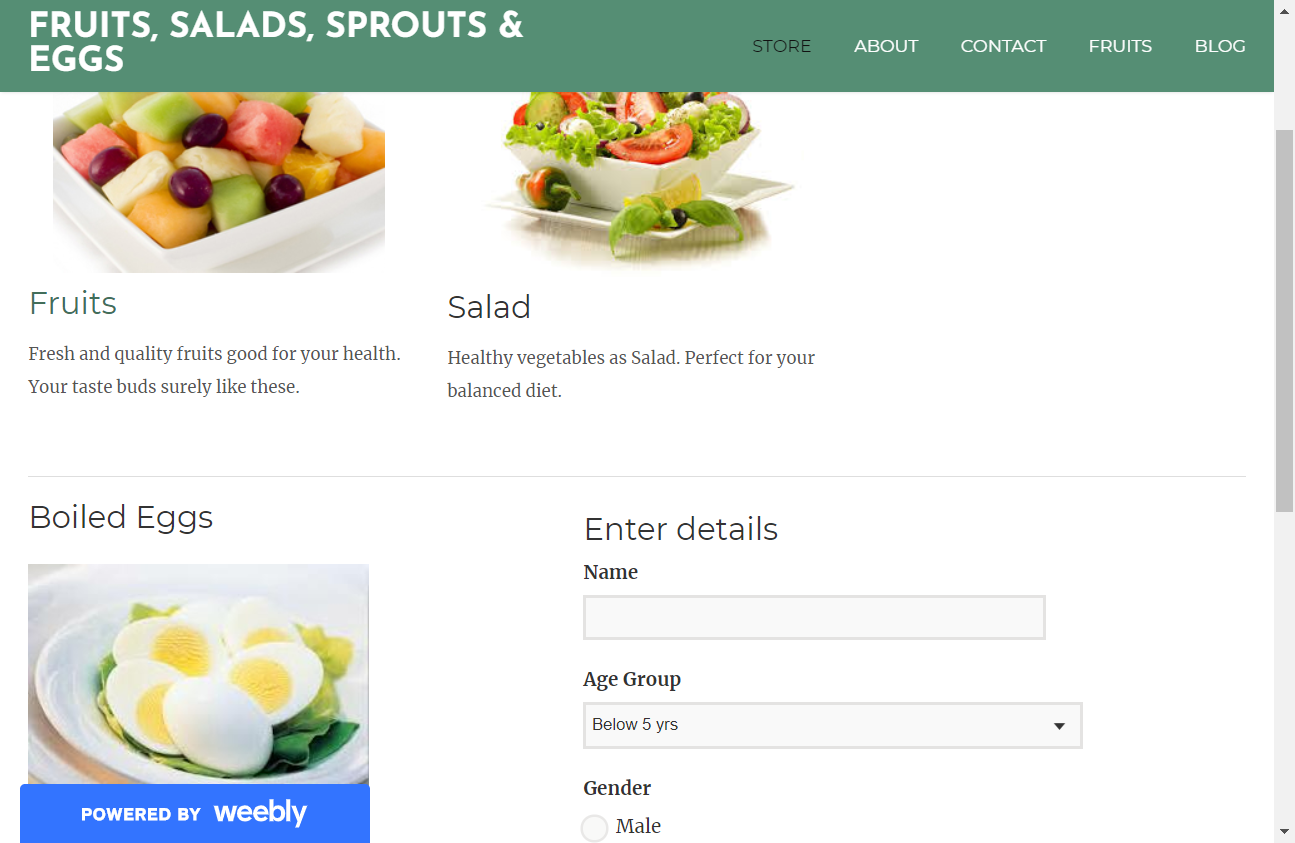 FRUITS, SALADS, SPROUTS &
EGGS
STORE
ABOUT
CONTACT
FRUITS
BLOG
Fruits
Fresh and quality fruits good for your health.
Your taste buds surely like these.
Salad
Healthy vegetables as Salad. Perfect for your
balanced diet.
Boiled Eggs
POWERED BY weebly
Enter details
Name
Age Group
Below 5 yrs
Gender
Male